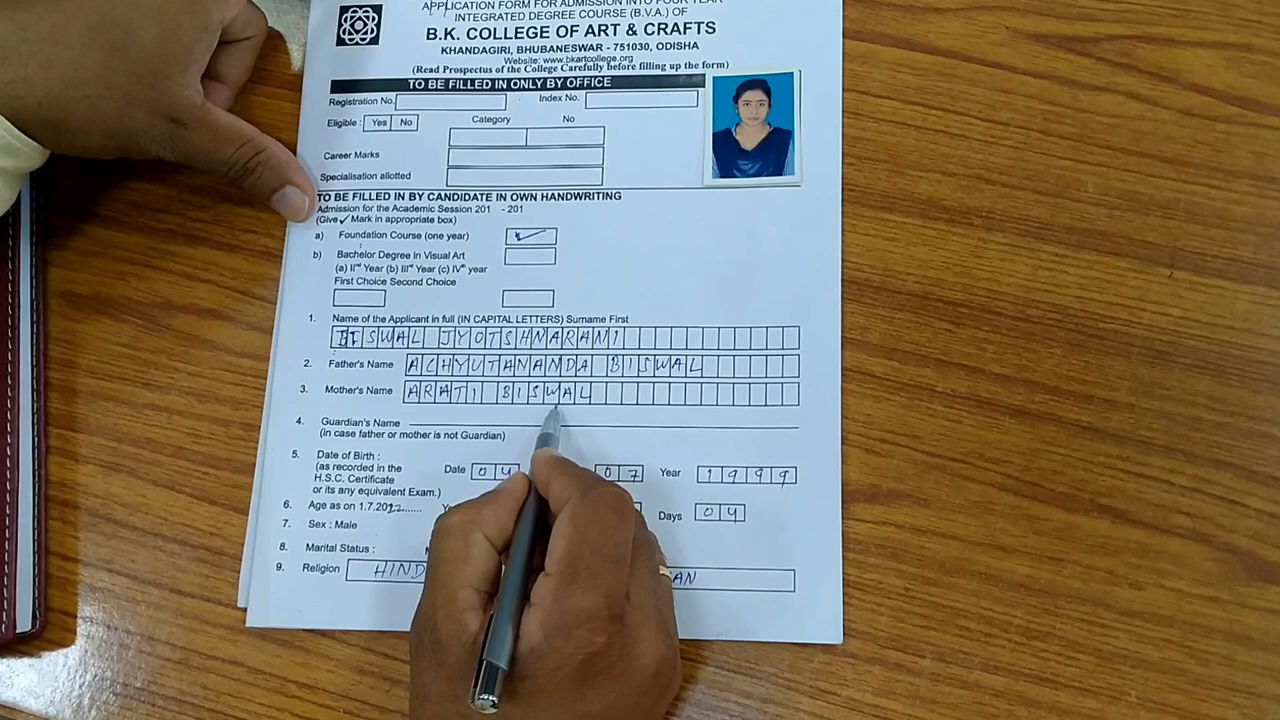 APPLICATION FORM FOR ADMISSION INTO FOUR YEAR
INTEGRATED DEGREE COURSE (B.V.A.) OF
B.K. COLLEGE OF ART & CRAFTS
KHANDAGIRI, BHUBANESWAR - 751030, ODISHA
Website: www.bkartcollege.org
(Read Prospectus of the College Carefully before filling up the form)
TO BE FILLED IN ONLY BY OFFICE
Registration No. Index No.
Eligible : Yes No Category No
Career Marks
Specialisation allotted
TO BE FILLED IN BY CANDIDATE IN OWN HANDWRITING
Admission for the Academic Session 201 - 201
(Give ✓ Mark in appropriate box)
a) Foundation Course (one year) ✓
b) Bachelor Degree in Visual Art
(a) IInd Year (b) IIIrd Year (c) IVth year
First Choice Second Choice
1. Name of the Applicant in full (IN CAPITAL LETTERS) Surname First
BISWAL JYOTSHNARANI
2. Father's Name ACHYUTANANDA BISWAL
3. Mother's Name ARATI BISWAL
4. Guardian's Name
(in case father or mother is not Guardian)
5. Date of Birth :
(as recorded in the Date 04 07 Year 1999
H.S.C. Certificate
or its any equivalent Exam.)
6. Age as on 1.7.2022...... Days 04
7. Sex : Male
8. Marital Status :
9. Religion HIND